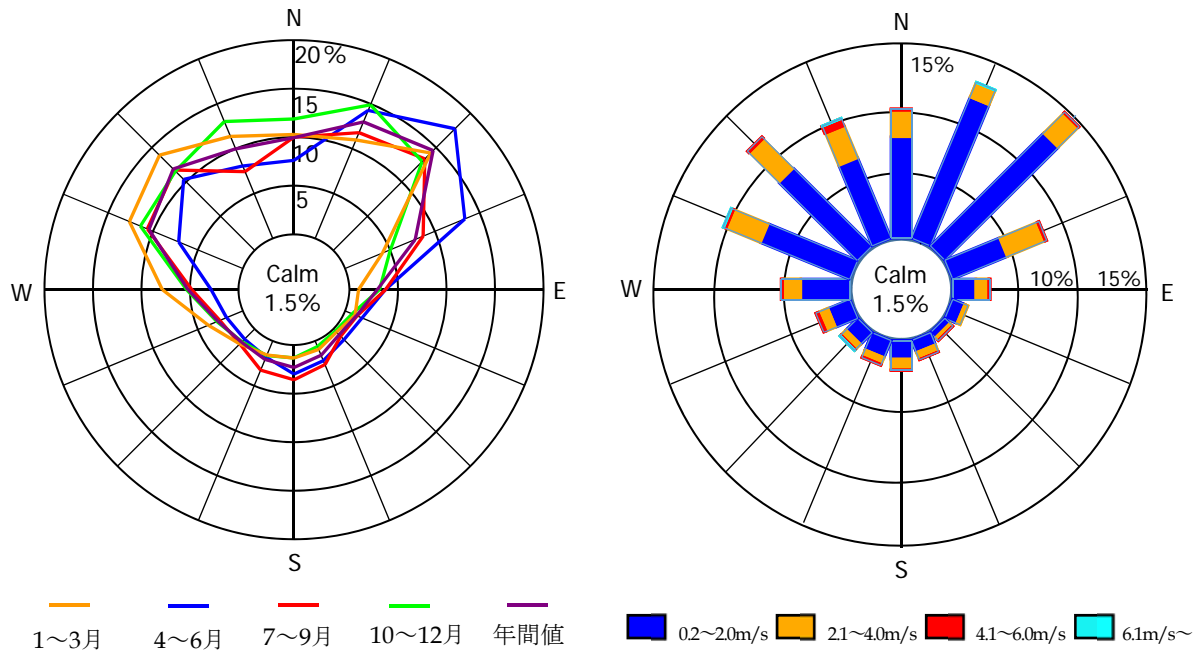 N
20%
15
10
5
Calm
1.5%
W
E
S
1～3月
4～6月
7～9月
10～12月
年間値
N
15%
Calm
1.5%
10%
15%
W
E
S
0.2～2.0m/s
2.1～4.0m/s
4.1～6.0m/s
6.1m/s～